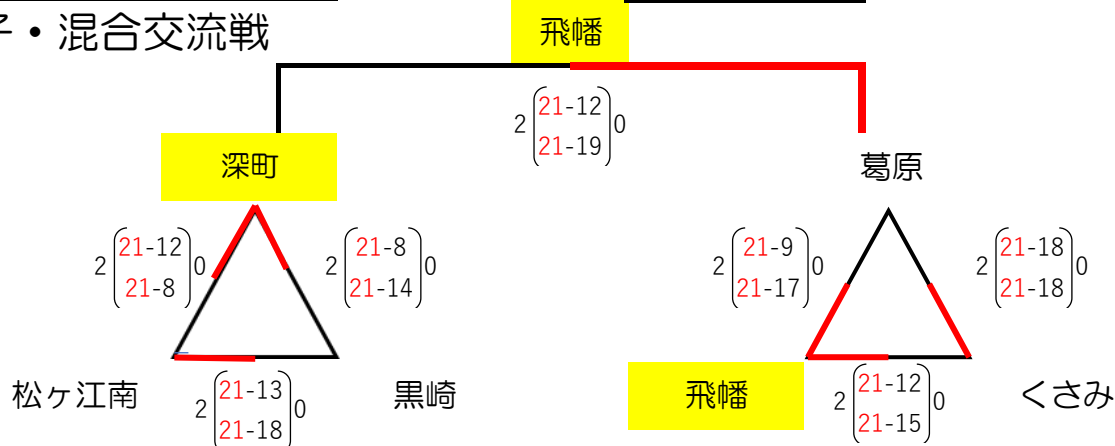 子・混合交流戦
飛幡
2 21-12 0
21-19
深町
葛原
2 21-12 0
21-8
2 21-8 0
21-14
2 21-9 0
21-17
2 21-18 0
21-18
松ヶ江南
2 21-13 0
21-18
黒崎
飛幡
2 21-12 0
21-15
くさみ